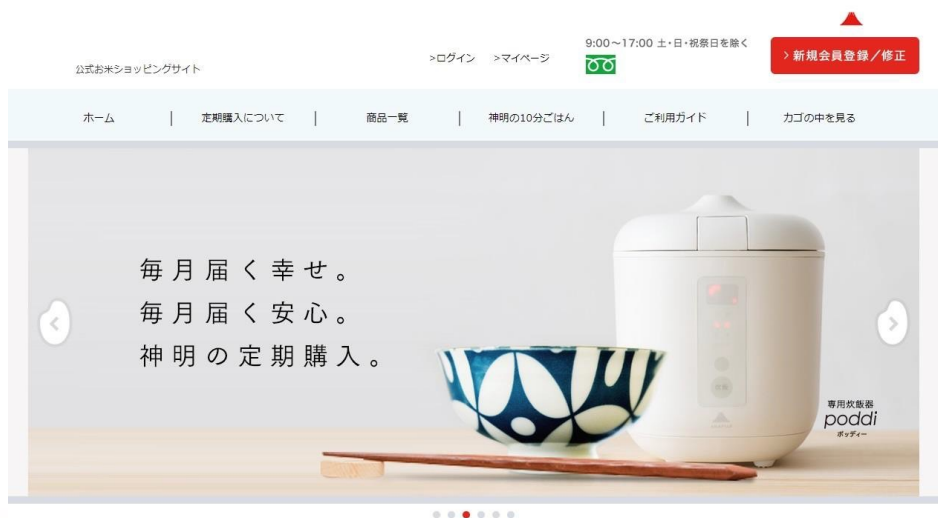 9:00～17:00 土・日・祝祭日を除く
公式お米ショッピングサイト
>ログイン >マイページ
>新規会員登録／修正
ホーム | 定期購入について | 商品一覧 | 神明の10分ごはん | ご利用ガイド | カゴの中を見る
毎月届く幸せ。
毎月届く安心。
神明の定期購入。
炊飯
専用炊飯器
poddi
ポッディー